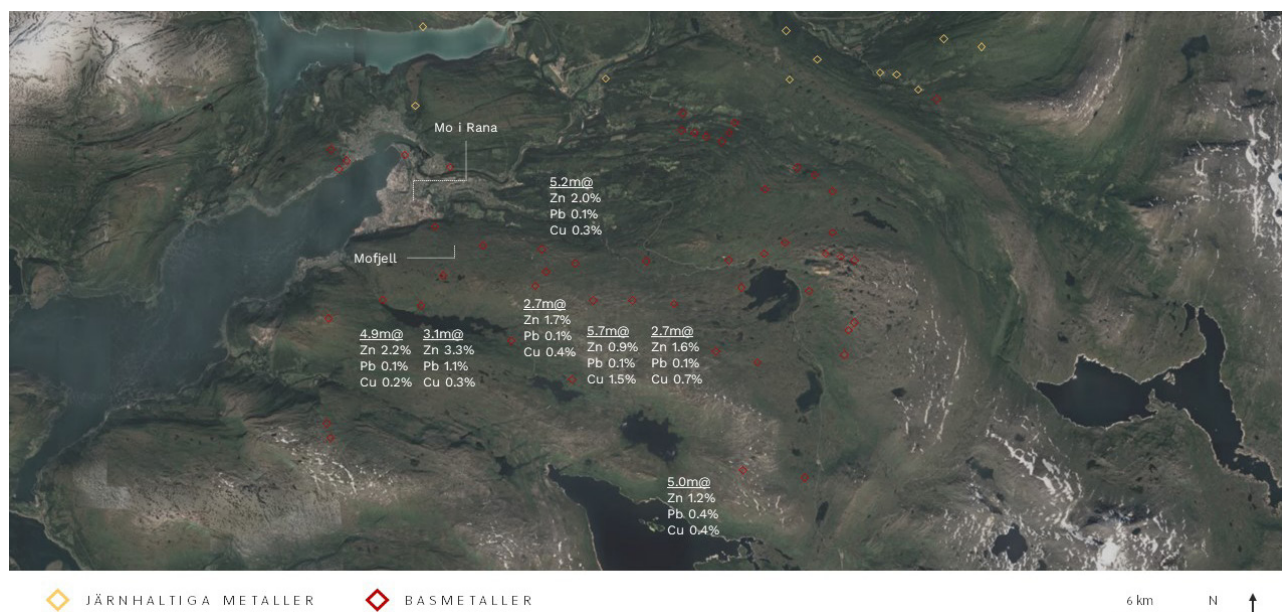 Mo i Rana
5.2m@
Zn 2.0%
Pb 0.1%
Cu 0.3%
Mofjell
4.9m@
Zn 2.2%
Pb 0.1%
Cu 0.2%
3.1m@
Zn 3.3%
Pb 1.1%
Cu 0.3%
2.7m@
Zn 1.7%
Pb 0.1%
Cu 0.4%
5.7m@
Zn 0.9%
Pb 0.1%
Cu 1.5%
2.7m@
Zn 1.6%
Pb 0.1%
Cu 0.7%
5.0m@
Zn 1.2%
Pb 0.4%
Cu 0.4%
JÄRNHALTIGA METALLER
BASMETALLER
6 km
N